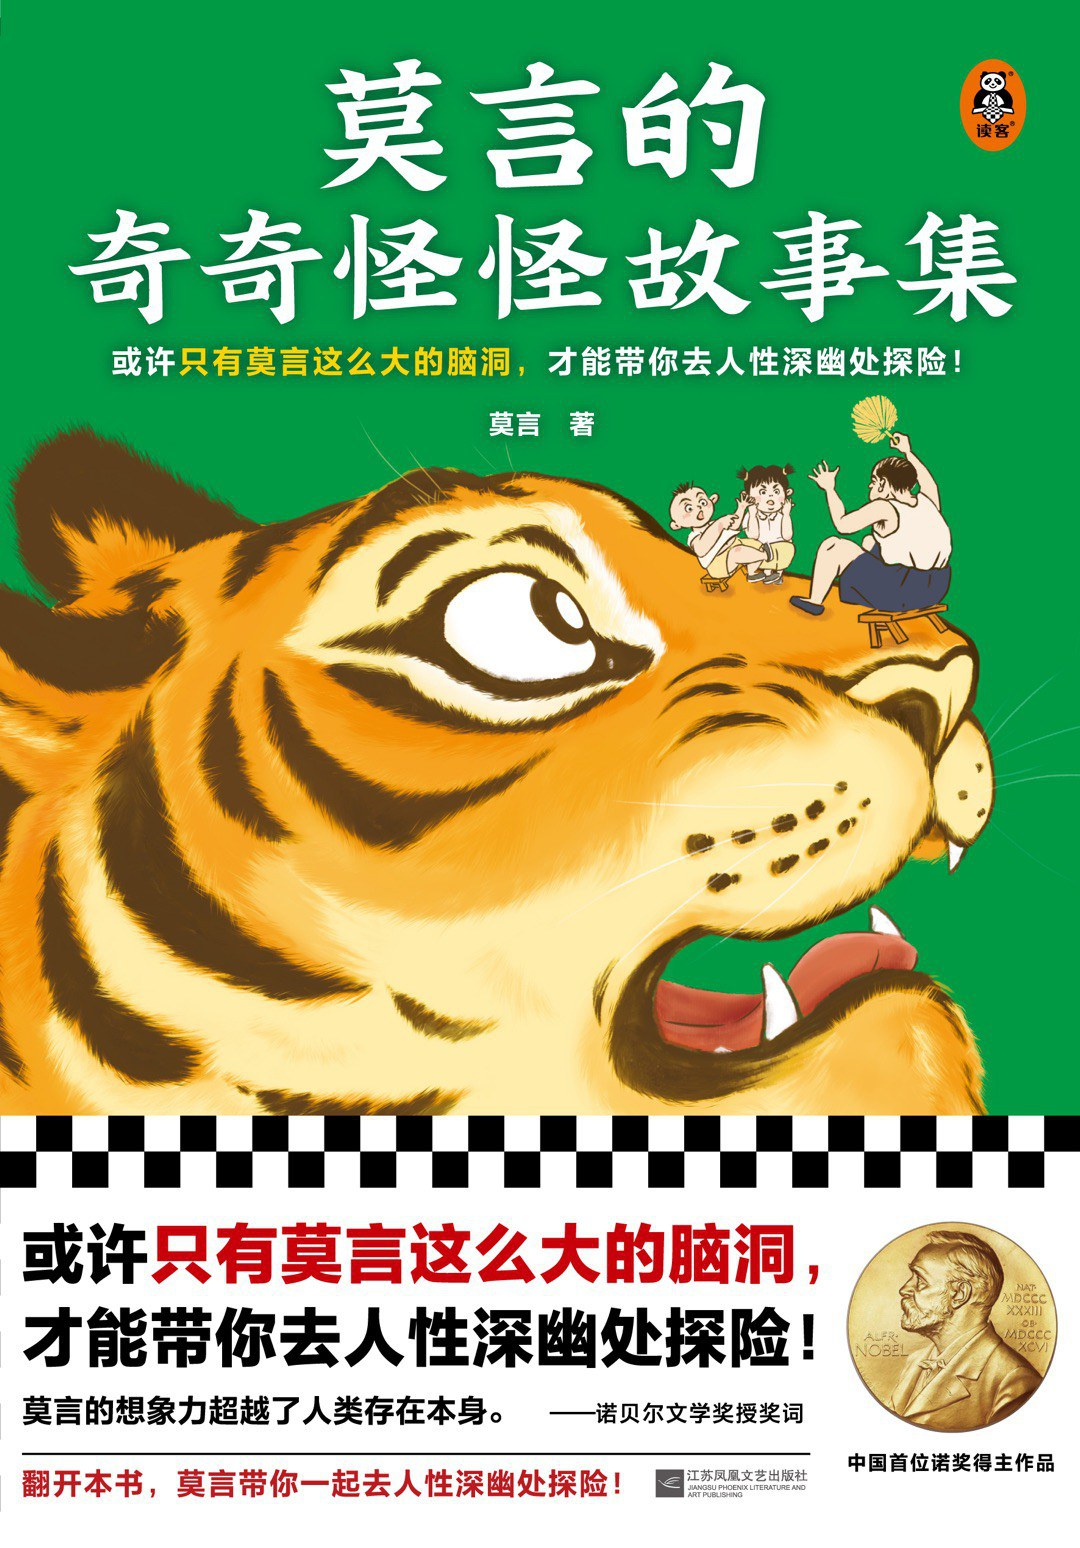 莫言的
奇奇怪怪故事集
读客
或许只有莫言这么大的脑洞，才能带你去人性深幽处探险！
莫言 著
或许只有莫言这么大的脑洞，
才能带你去人性深幽处探险！
莫言的想象力超越了人类存在本身。 ——诺贝尔文学奖授奖词
翻开本书，莫言带你一起去人性深幽处探险！
江苏凤凰文艺出版社
JIANGSU PHOENIX LITERATURE AND
ART PUBLISHING
ALFR·
NOBEL
NAT·
MDCCC
XXXIII
OB·
MDCCC
XCVI
中国首位诺奖得主作品